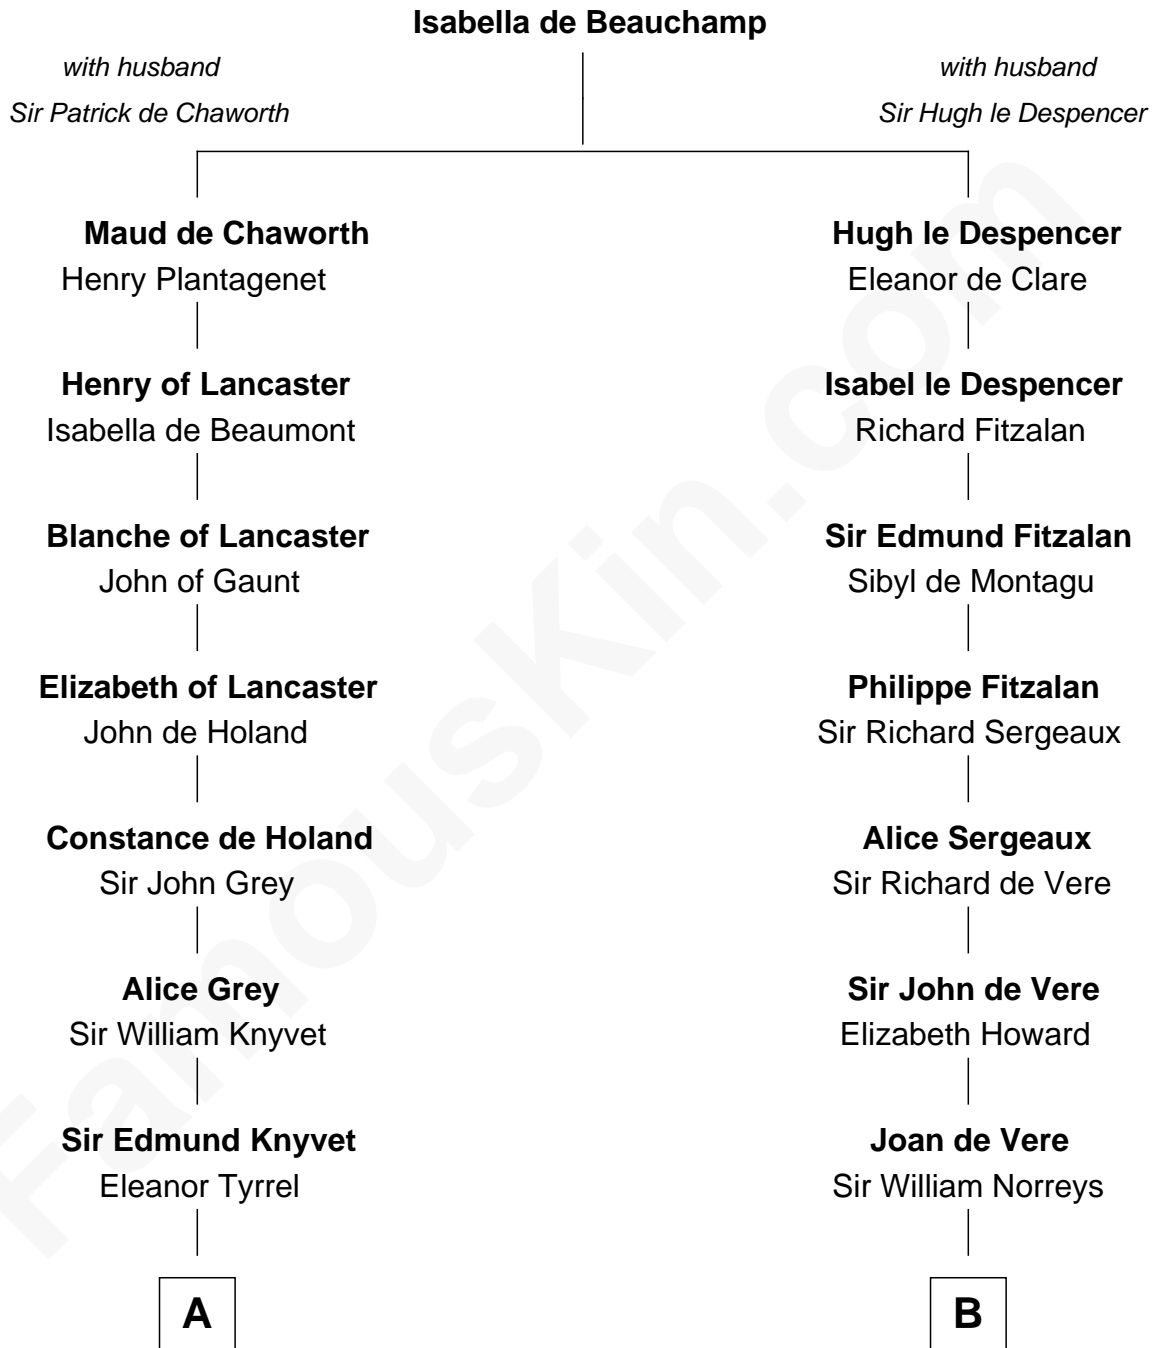 Isabella de Beauchamp
with husband
Sir Patrick de Chaworth
with husband
Sir Hugh le Despencer
Maud de Chaworth
Henry Plantagenet
Hugh le Despencer
Eleanor de Clare
Henry of Lancaster
Isabella de Beaumont
Isabel le Despencer
Richard Fitzalan
Blanche of Lancaster
John of Gaunt
Sir Edmund Fitzalan
Sibyl de Montagu
Elizabeth of Lancaster
John de Holand
Philippe Fitzalan
Sir Richard Sergeaux
Constance de Holand
Sir John Grey
Alice Sergeaux
Sir Richard de Vere
Alice Grey
Sir William Knyvet
Sir John de Vere
Elizabeth Howard
Sir Edmund Knyvet
Eleanor Tyrrel
Joan de Vere
Sir William Norreys
A
B
FamousKin.com